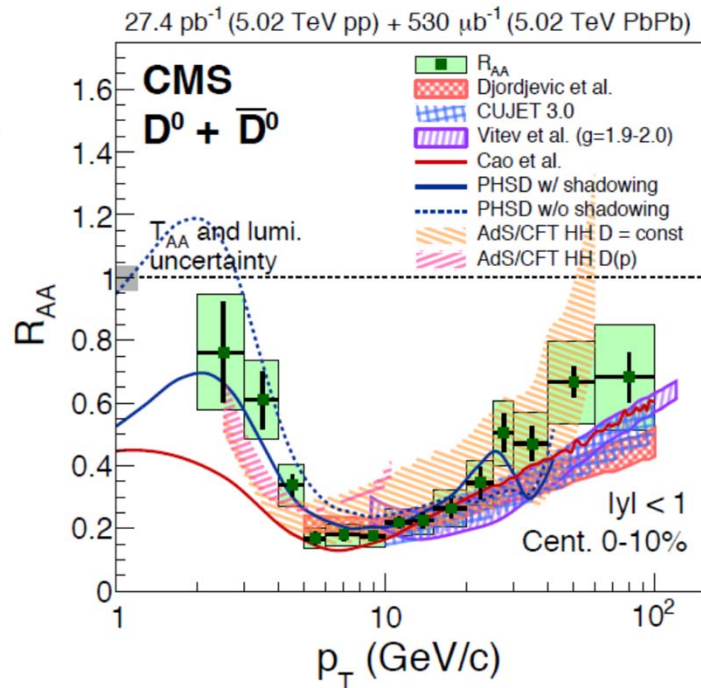 27.4 pb⁻¹ (5.02 TeV pp) + 530 μb⁻¹ (5.02 TeV PbPb)
CMS
D⁰ + D̅⁰
R_AA
Djordjevic et al.
CUJET 3.0
Vitev et al. (g=1.9-2.0)
Cao et al.
PHSD w/ shadowing
PHSD w/o shadowing
AdS/CFT HH D = const
AdS/CFT HH D(p)
T_AA and lumi.
uncertainty
|y| < 1
Cent. 0-10%
R_AA
1.6
1.4
1.2
1
0.8
0.6
0.4
0.2
0
1
10
10²
p_T (GeV/c)